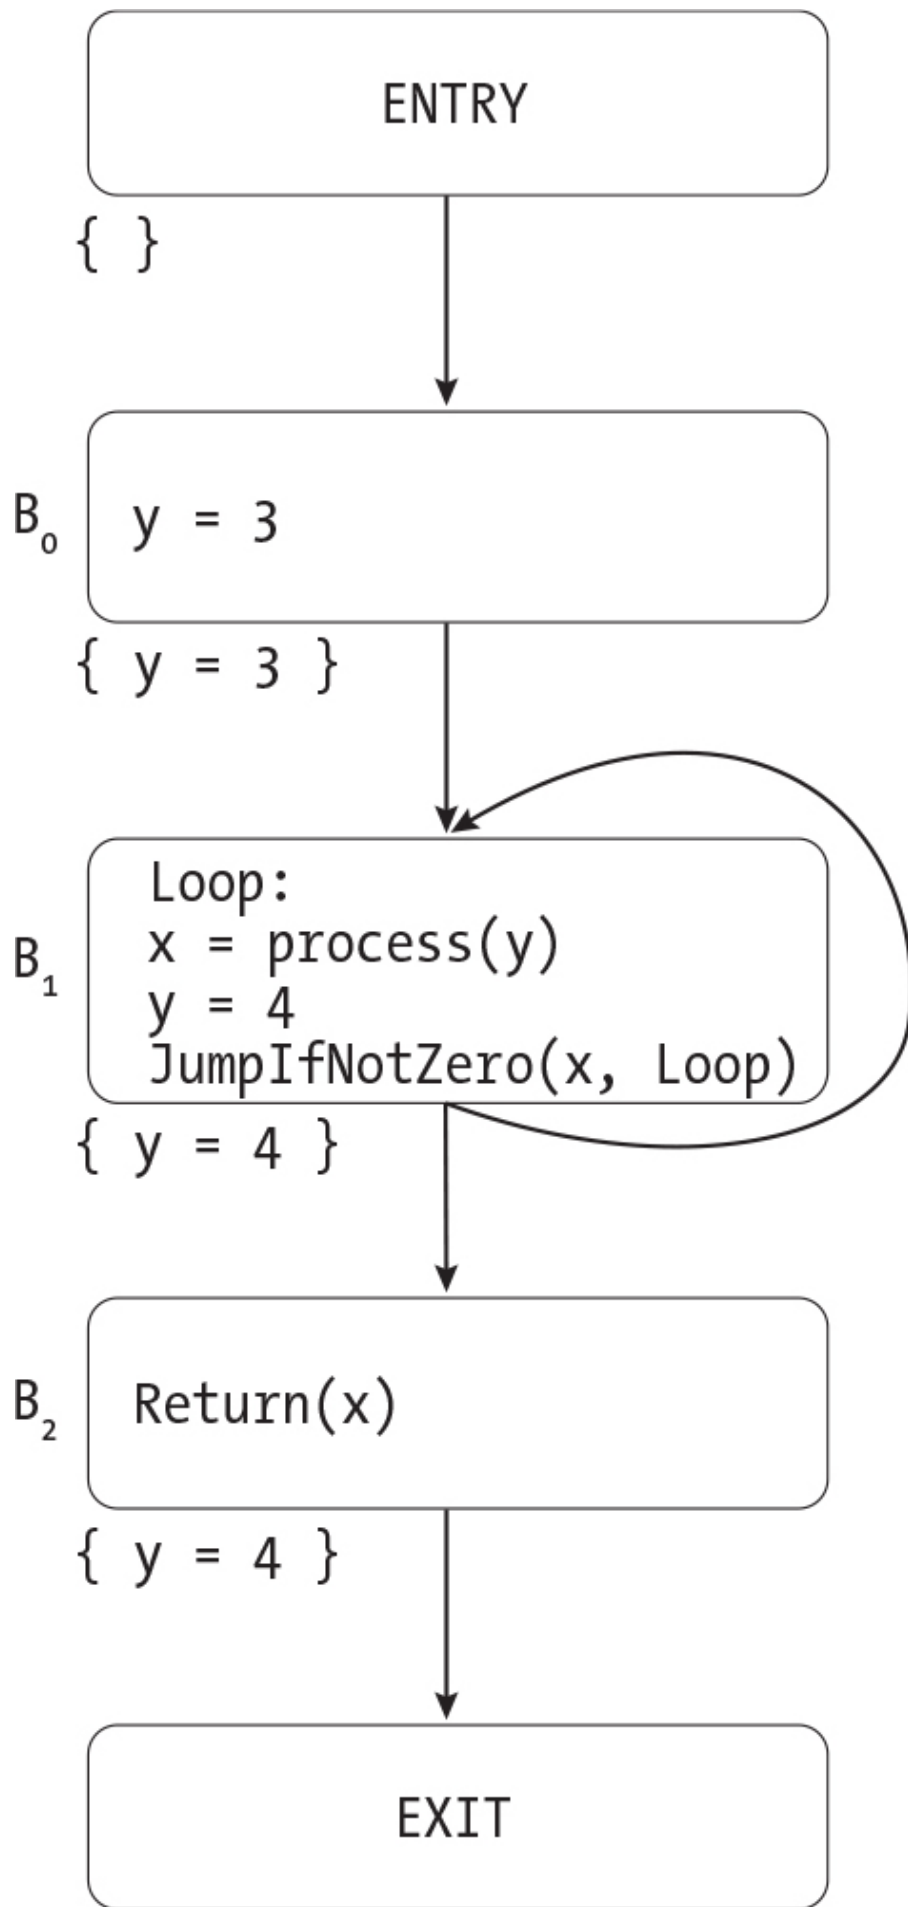 ENTRY
{ }
B₀
y = 3
{ y = 3 }
B₁
Loop:
x = process(y)
y = 4
JumpIfNotZero(x, Loop)
{ y = 4 }
B₂
Return(x)
{ y = 4 }
EXIT